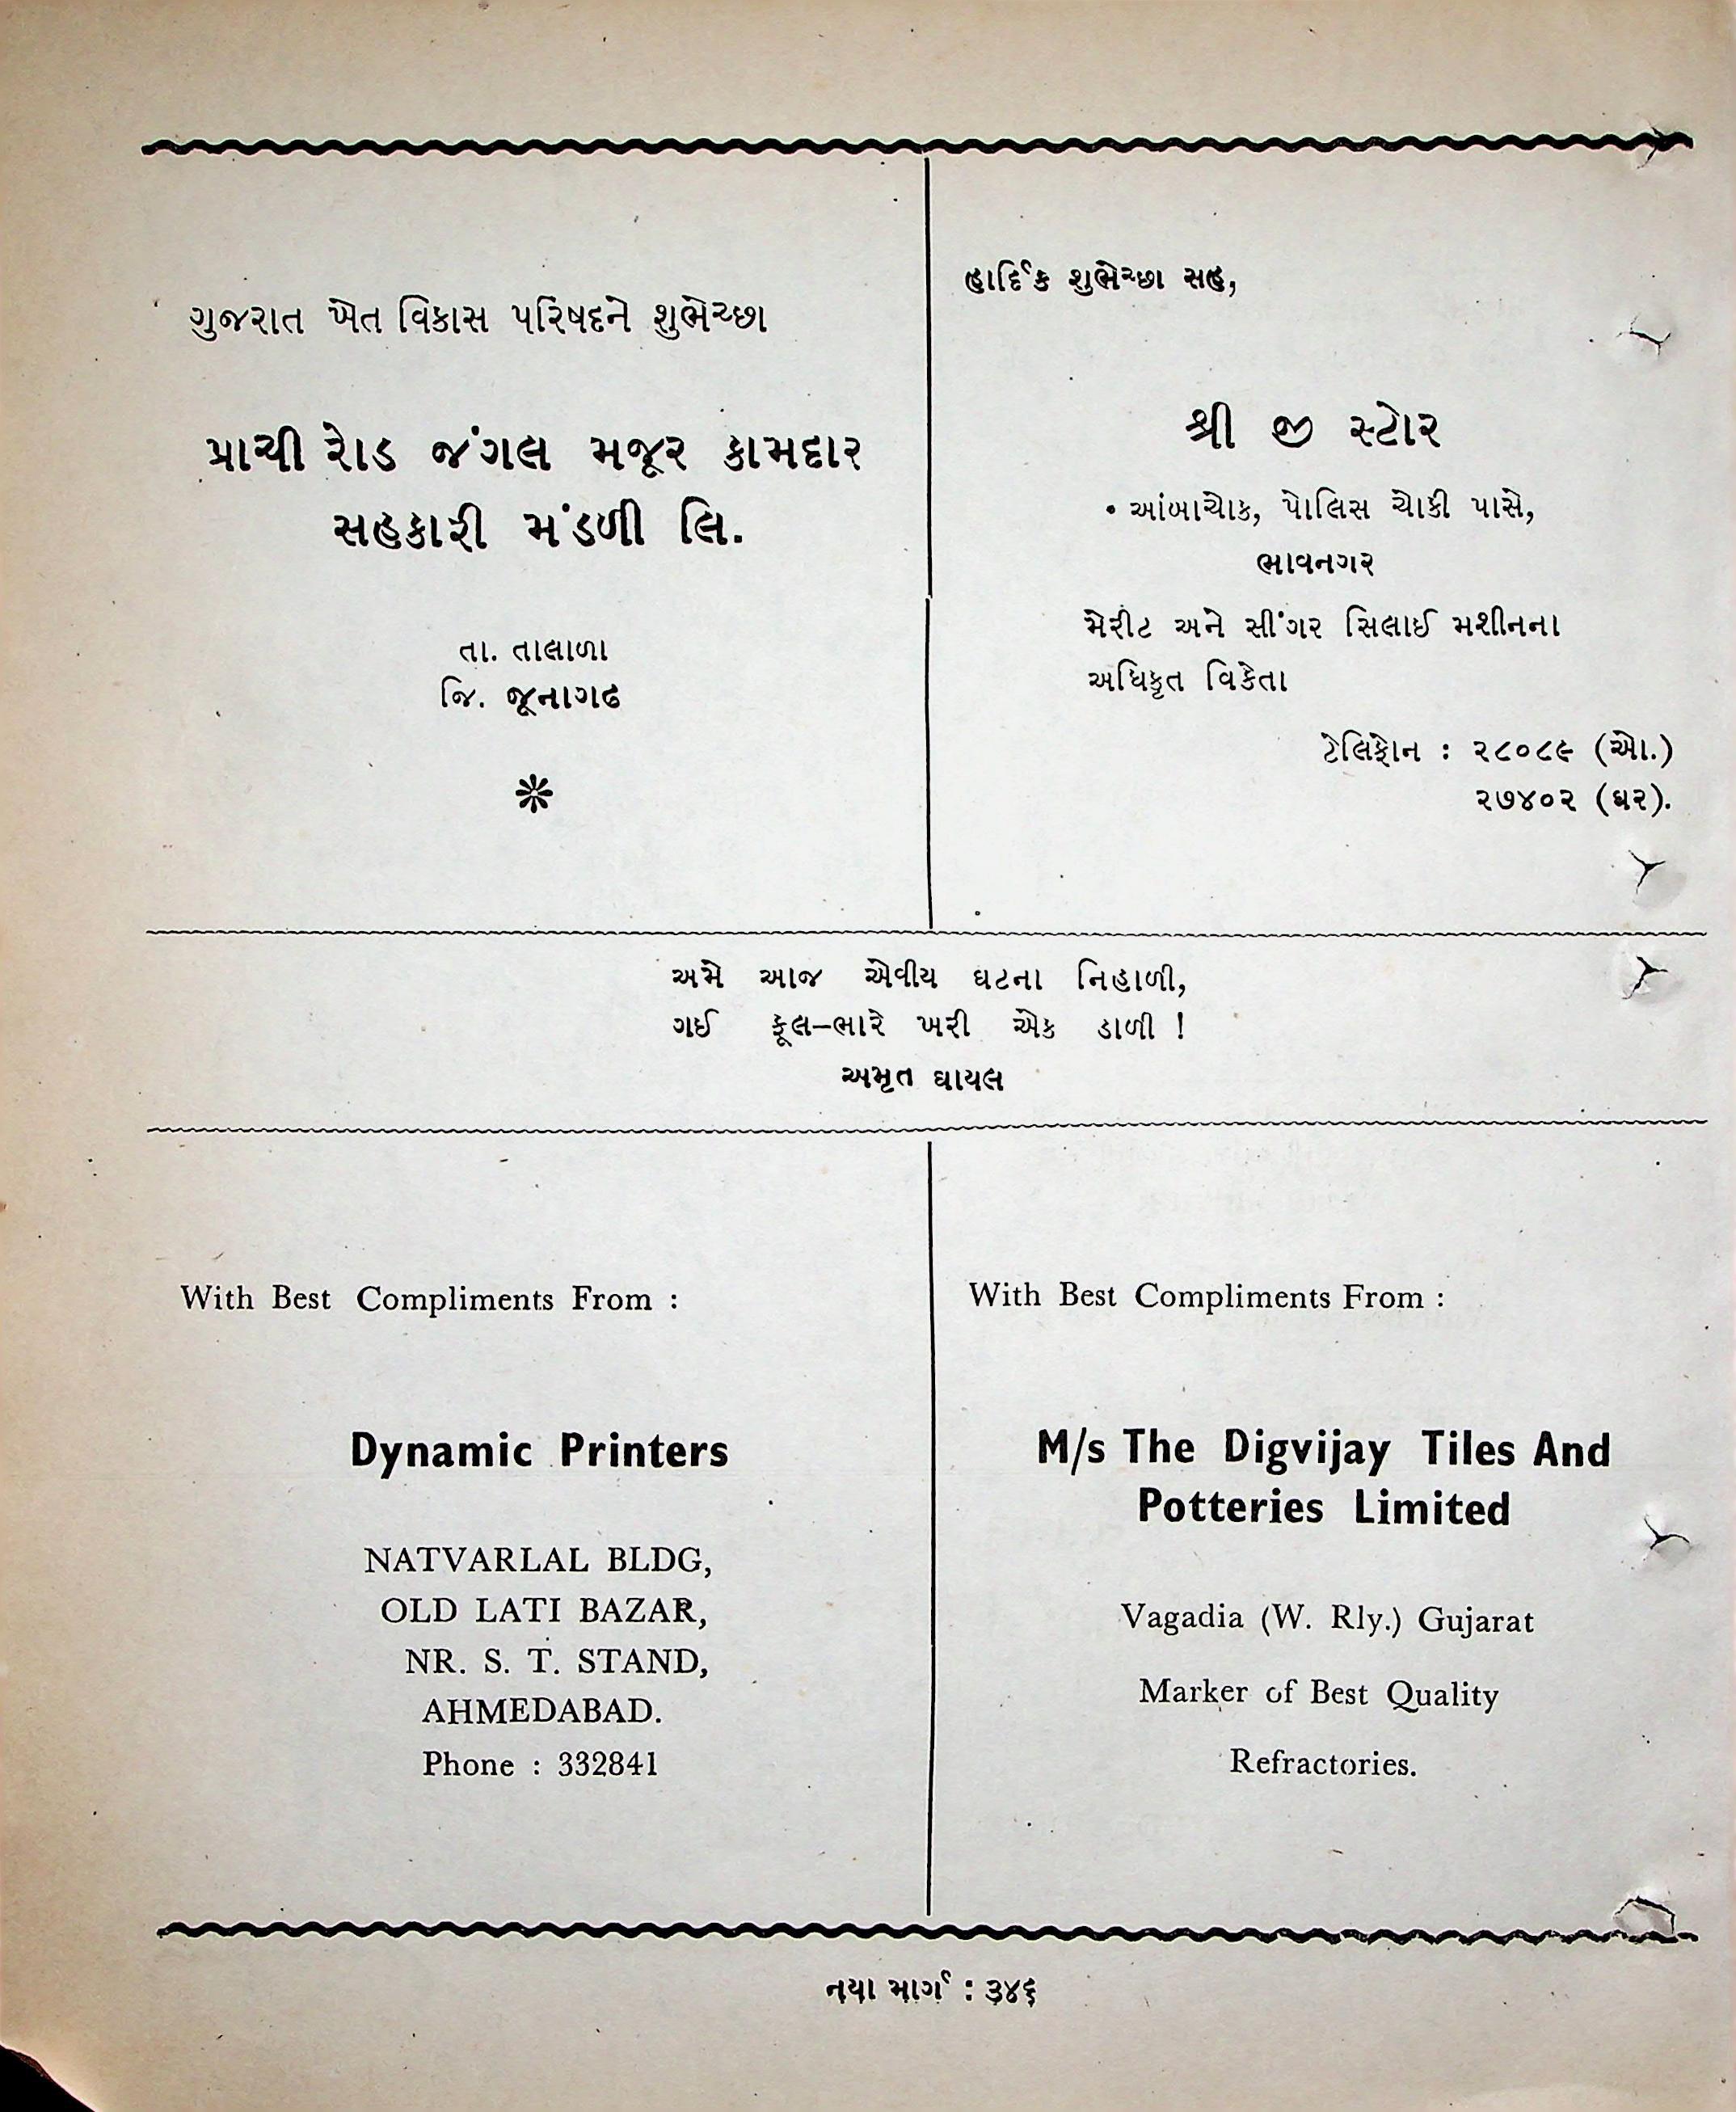 ગુજરાત ખેત વિકાસ પરિષદને શુભેચ્છા
પ્રાચી રોડ જંગલ મજૂર કામદાર
સહકારી મંડળી લિ.
તા. તાલાળા
જિ. જૂનાગઢ
હાર્દિક શુભેચ્છા સહ,
શ્રી જી સ્ટોર
• આંબાચોક, પોલિસ ચોકી પાસે,
ભાવનગર
મેરીટ અને સીંગર સિલાઈ મશીનના
અધિકૃત વિકેતા
ટેલિફોન : ૨૮૦૮૯ (ઓ.)
૨૭૪૦૨ (ઘર).
અમે આજ એવીય ઘટના નિહાળી,
ગઈ ફૂલ-ભારે ખરી એક ડાળી !
અમૃત ઘાયલ
With Best Compliments From :
Dynamic Printers
NATVARLAL BLDG,
OLD LATI BAZAR,
NR. S. T. STAND,
AHMEDABAD.
Phone : 332841
With Best Compliments From :
M/s The Digvijay Tiles And
Potteries Limited
Vagadia (W. Rly.) Gujarat
Marker of Best Quality
Refractories.
નયા માર્ગ : ૩૪૬